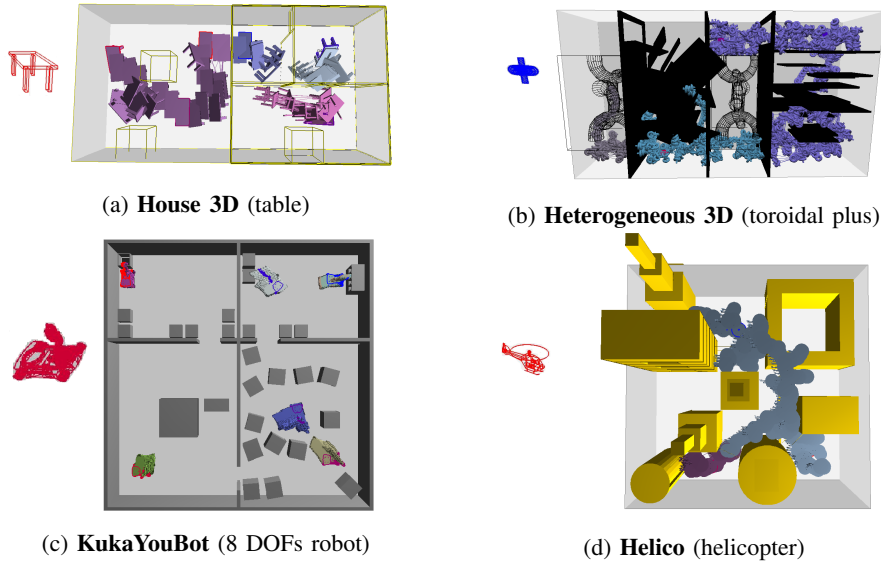 (a) House 3D (table)
(b) Heterogeneous 3D (toroidal plus)
(c) KukaYouBot (8 DOFs robot)
(d) Helico (helicopter)